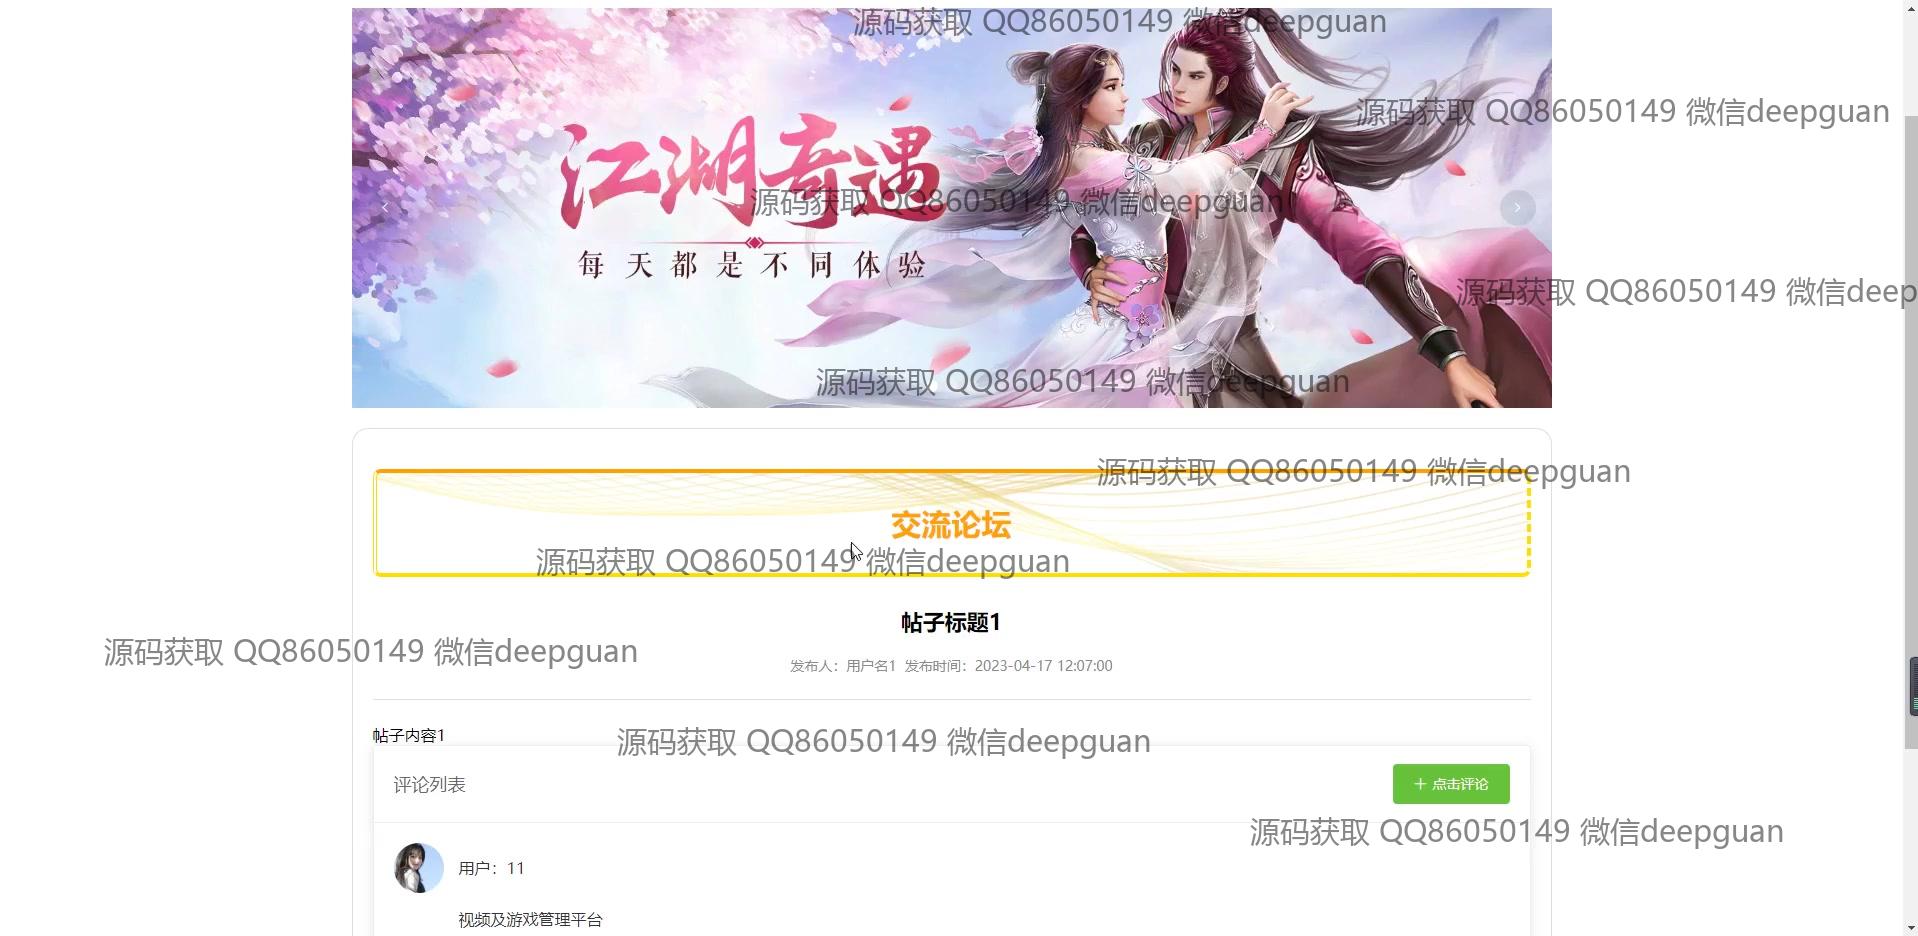 源码获取 QQ86050149 微信deepguan
源码获取 QQ86050149 微信deepguan
江湖奇遇
源码获取 QQ86050149 微信deepguan
每天都是不同体验
源码获取 QQ86050149 微信deep
源码获取 QQ86050149 微信deepguan
源码获取 QQ86050149 微信deepguan
交流论坛
源码获取 QQ86050149 微信deepguan
帖子标题1
源码获取 QQ86050149 微信deepguan
发布人：用户名1 发布时间：2023-04-17 12:07:00
帖子内容1
源码获取 QQ86050149 微信deepguan
评论列表
+ 点击评论
源码获取 QQ86050149 微信deepguan
用户：11
视频及游戏管理平台